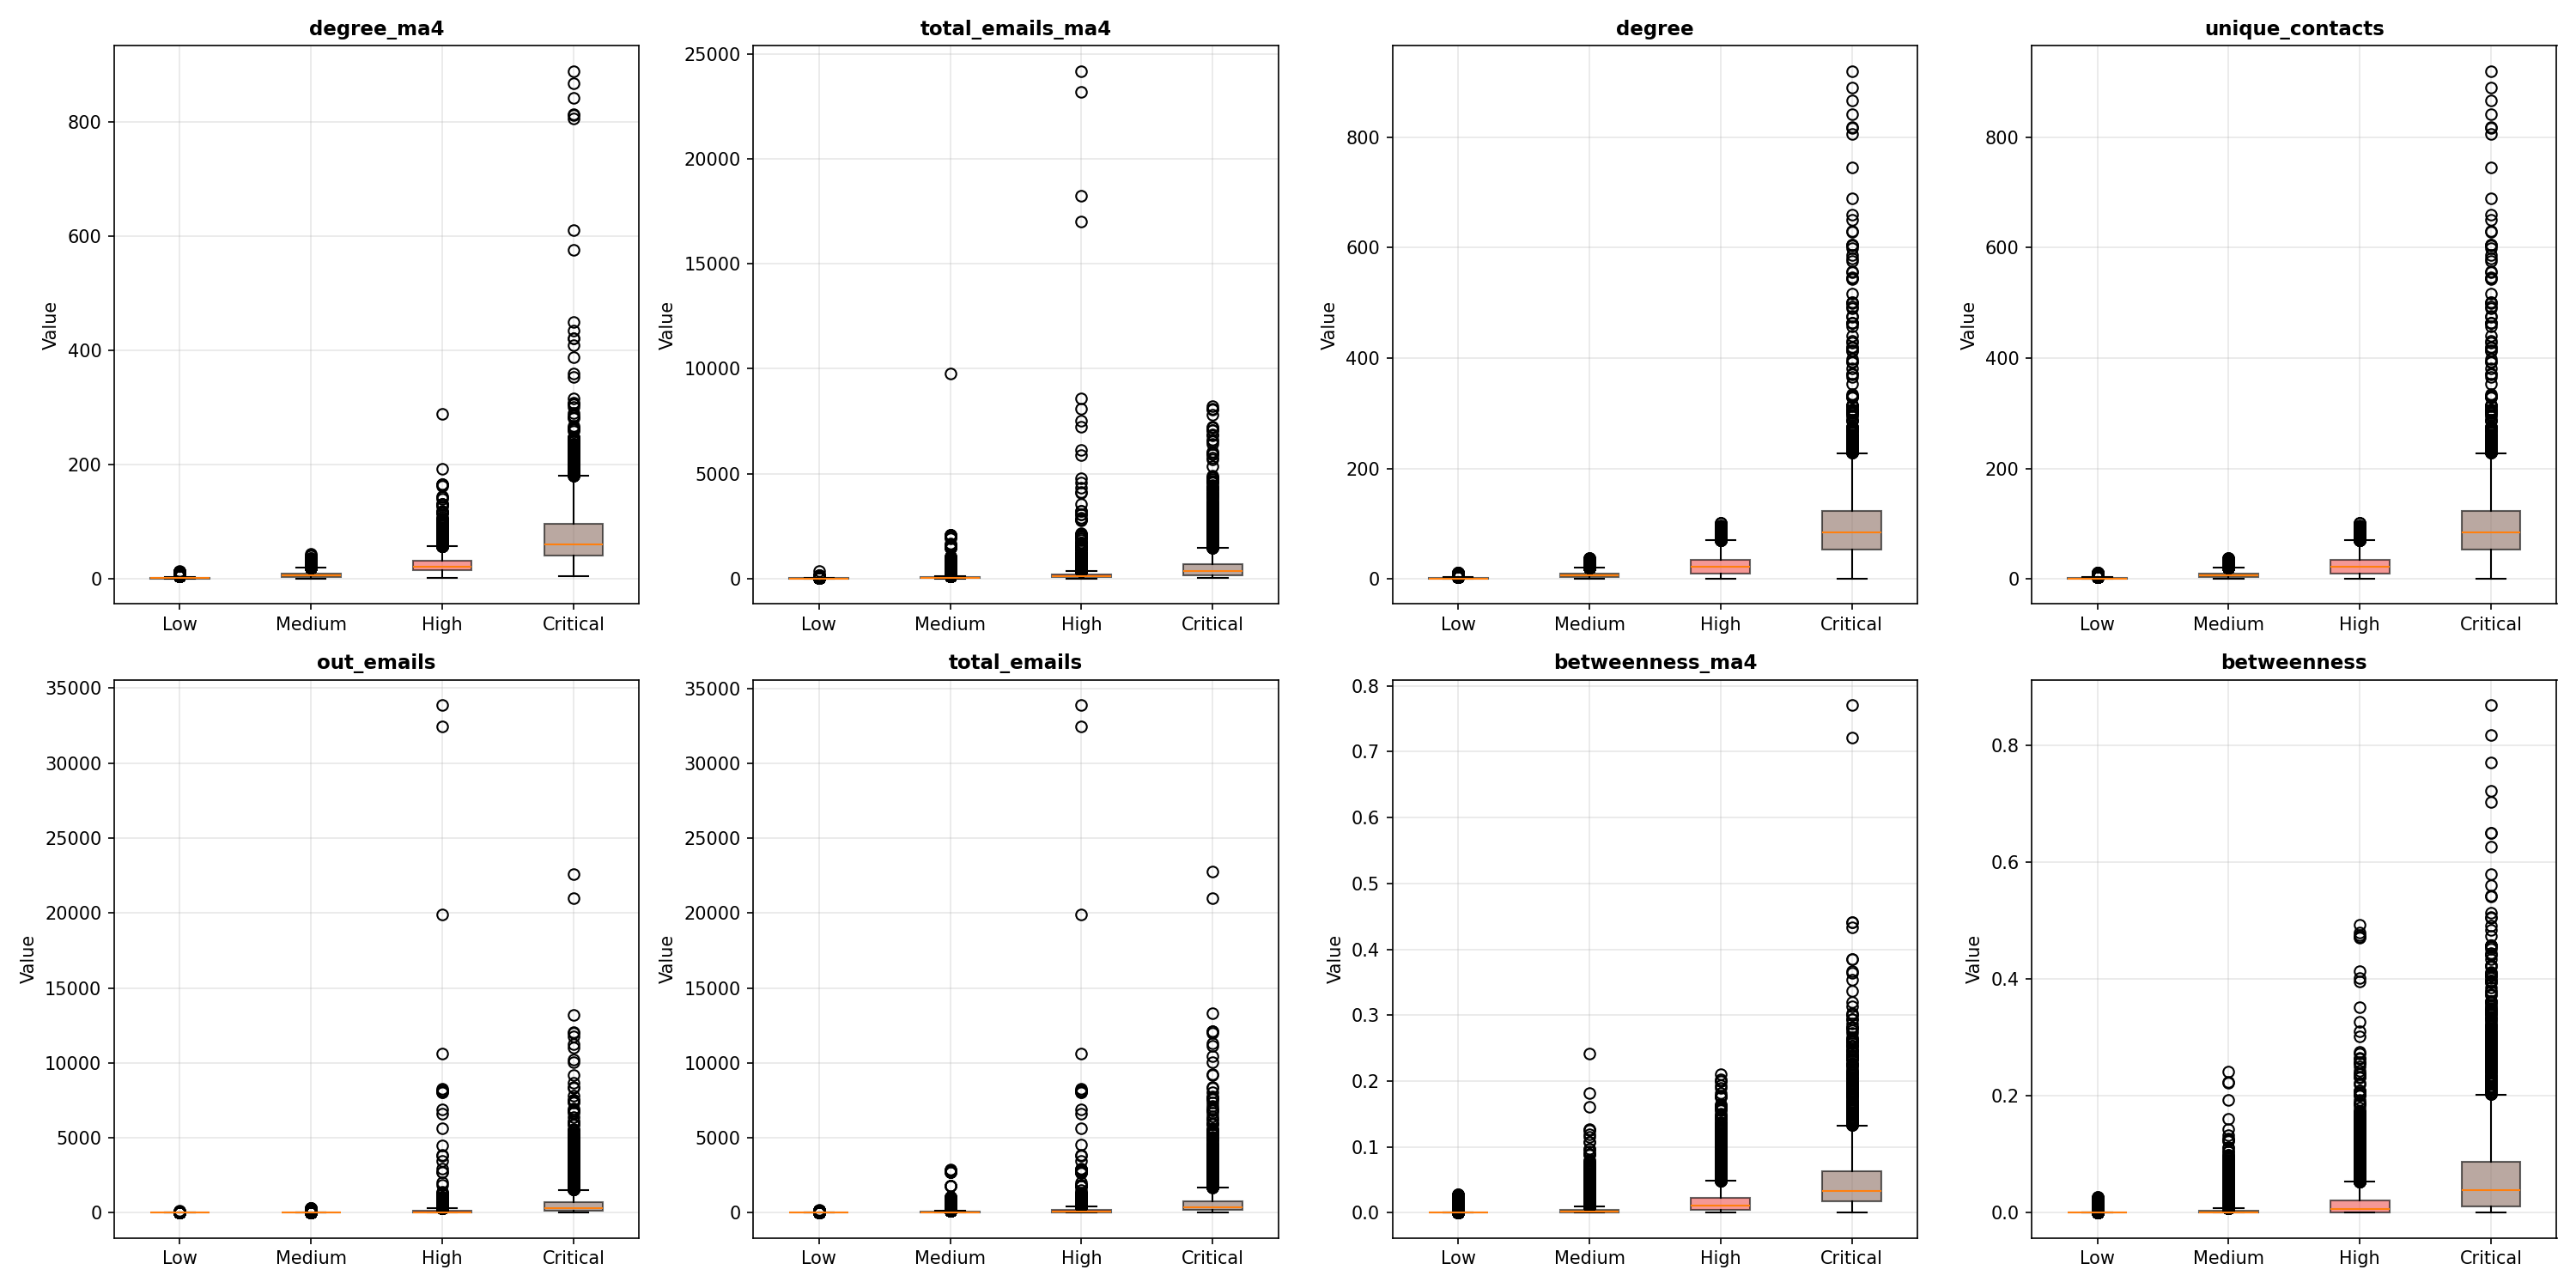 degree_ma4
Value
800
600
400
200
0
Low Medium High Critical
total_emails_ma4
Value
25000
20000
15000
10000
5000
0
Low Medium High Critical
degree
Value
800
600
400
200
0
Low Medium High Critical
unique_contacts
Value
800
600
400
200
0
Low Medium High Critical
out_emails
Value
35000
30000
25000
20000
15000
10000
5000
0
Low Medium High Critical
total_emails
Value
35000
30000
25000
20000
15000
10000
5000
0
Low Medium High Critical
betweenness_ma4
Value
0.8
0.7
0.6
0.5
0.4
0.3
0.2
0.1
0.0
Low Medium High Critical
betweenness
Value
0.8
0.6
0.4
0.2
0.0
Low Medium High Critical